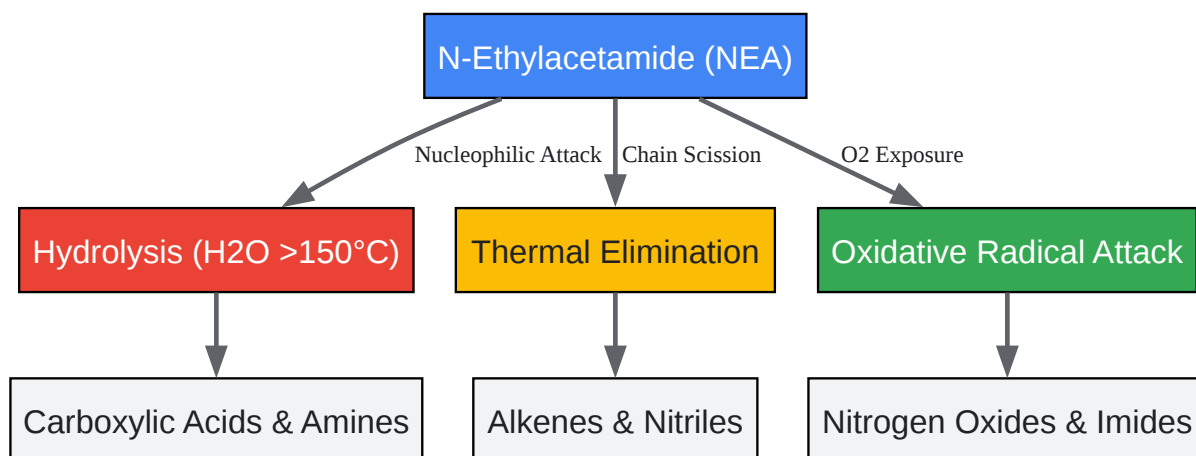 N-Ethylacetamide (NEA)
Nucleophilic Attack
Chain Scission
O2 Exposure
Hydrolysis (H2O >150°C)
Thermal Elimination
Oxidative Radical Attack
Carboxylic Acids & Amines
Alkenes & Nitriles
Nitrogen Oxides & Imides